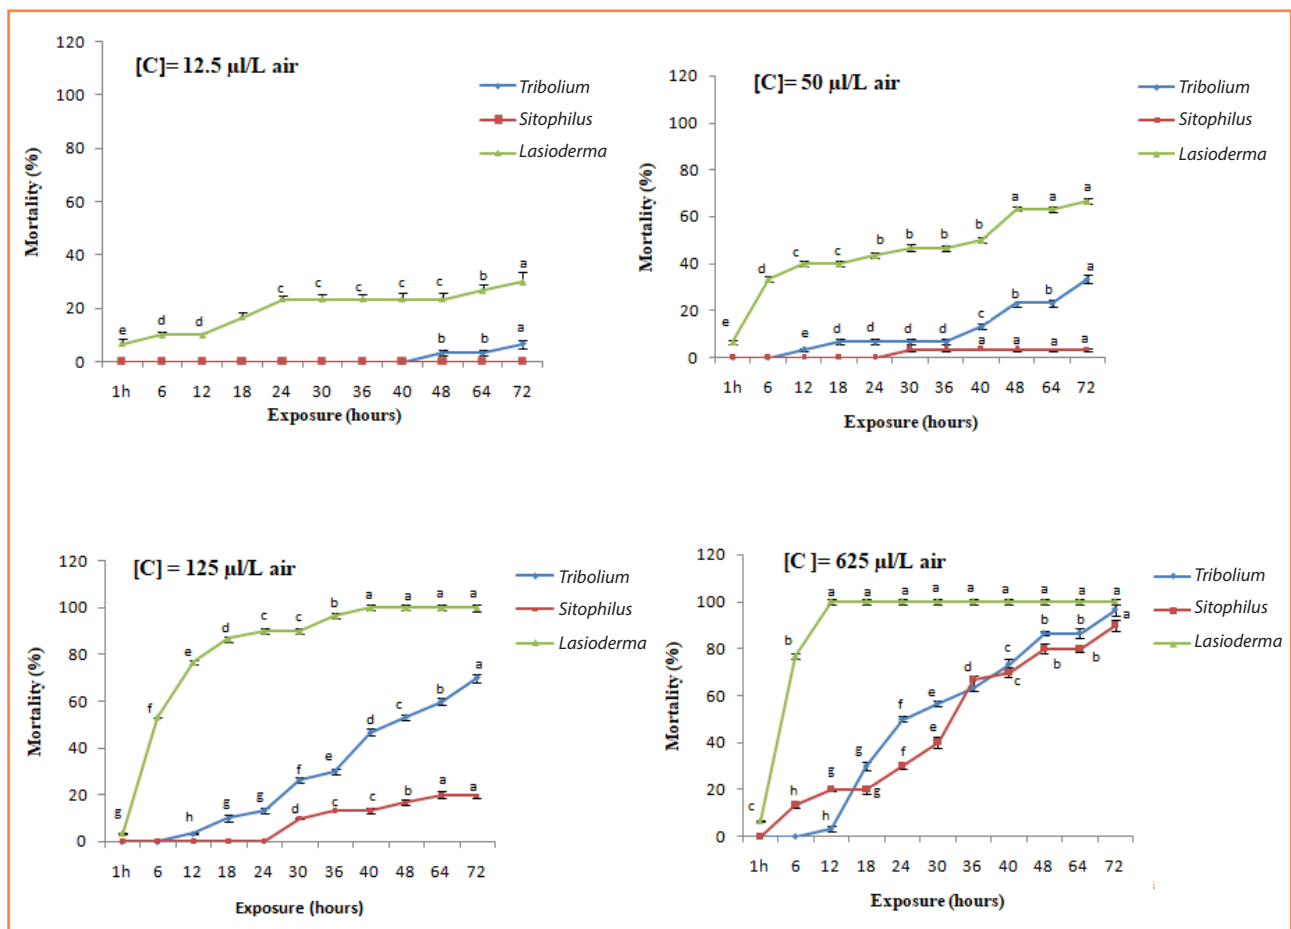 [C]= 12.5 µl/L air
Tribolium
Sitophilus
Lasioderma
Mortality (%)
120
100
80
60
40
20
0
e d d c c c c c b a
b b a
1h 6 12 18 24 30 36 40 48 64 72
Exposure (hours)
[C]= 50 µl/L air
Tribolium
Sitophilus
Lasioderma
Mortality (%)
120
100
80
60
40
20
0
e d c c b b b b a a a
e d d d d c b b a
a a a a
1h 6 12 18 24 30 36 40 48 64 72
Exposure (hours)
[C] = 125 µl/L air
Tribolium
Sitophilus
Lasioderma
Mortality (%)
120
100
80
60
40
20
0
g f e d c c b a a a a
h g g f e d c b a
d c c b a a
1h 6 12 18 24 30 36 40 48 64 72
Exposure (hours)
[C ]= 625 µl/L air
Tribolium
Sitophilus
Lasioderma
Mortality (%)
120
100
80
60
40
20
0
c b a a a a a a a a a
h g f e d c b b
h g g f e c b b a
1h 6 12 18 24 30 36 40 48 64 72
Exposure (hours)